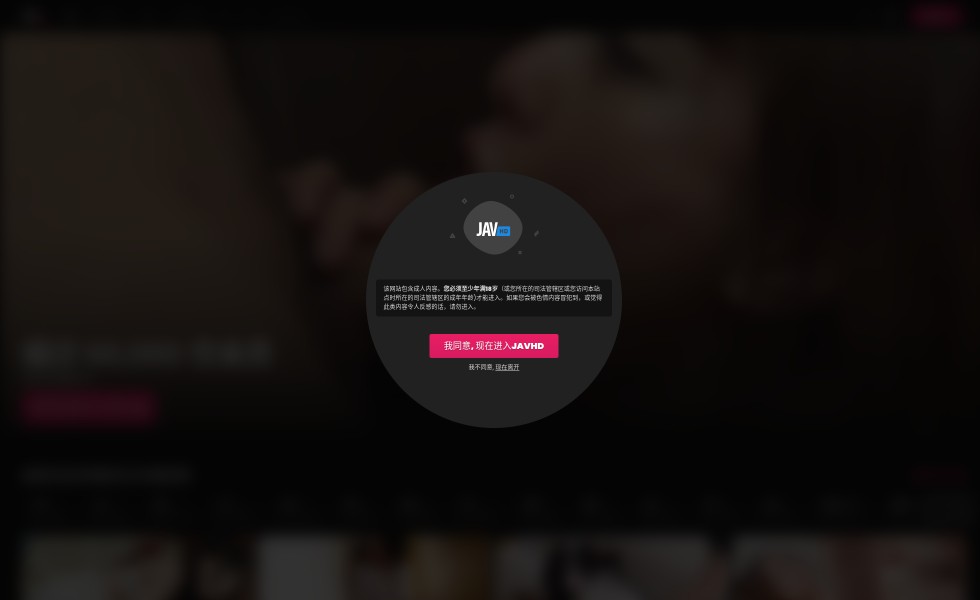 JAV HD
该网站包含成人内容。您必须至少年满18岁（或您所在的司法管辖区或您访问本站
点时所在的司法管辖区的成年年龄)才能进入。如果您会被色情内容冒犯到，或觉得
此类内容令人反感的话，请勿进入。
我同意, 现在进入JAVHD
我不同意, 现在离开